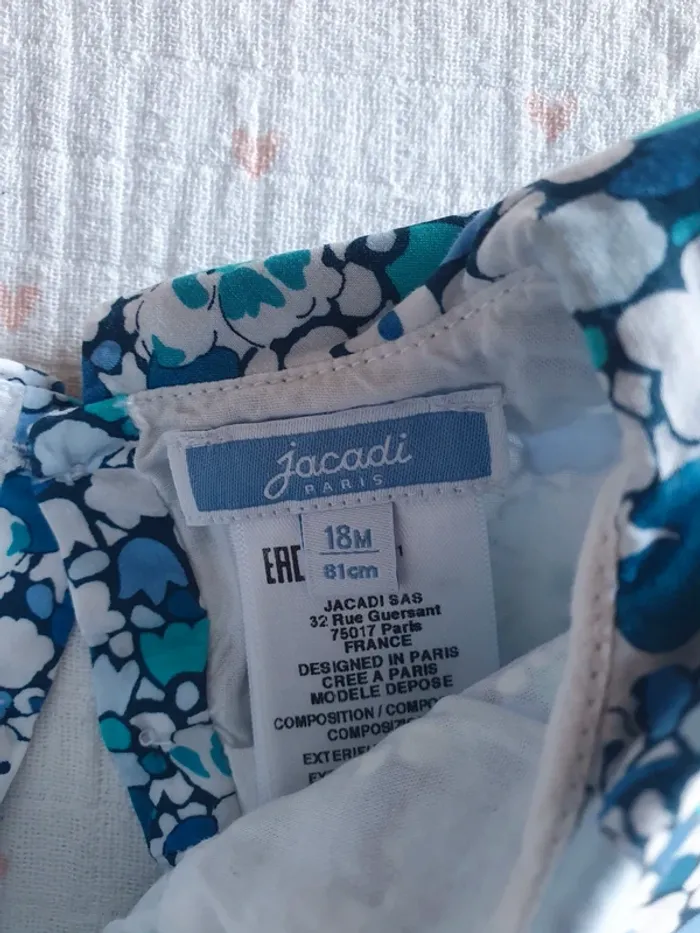 jacadi
PARIS
18M
81cm
EAC
JACADI SAS
32 Rue Guersant
75017 Paris
FRANCE
DESIGNED IN PARIS
CREE A PARIS
MODELE DEPOSE
COMPOSITION /